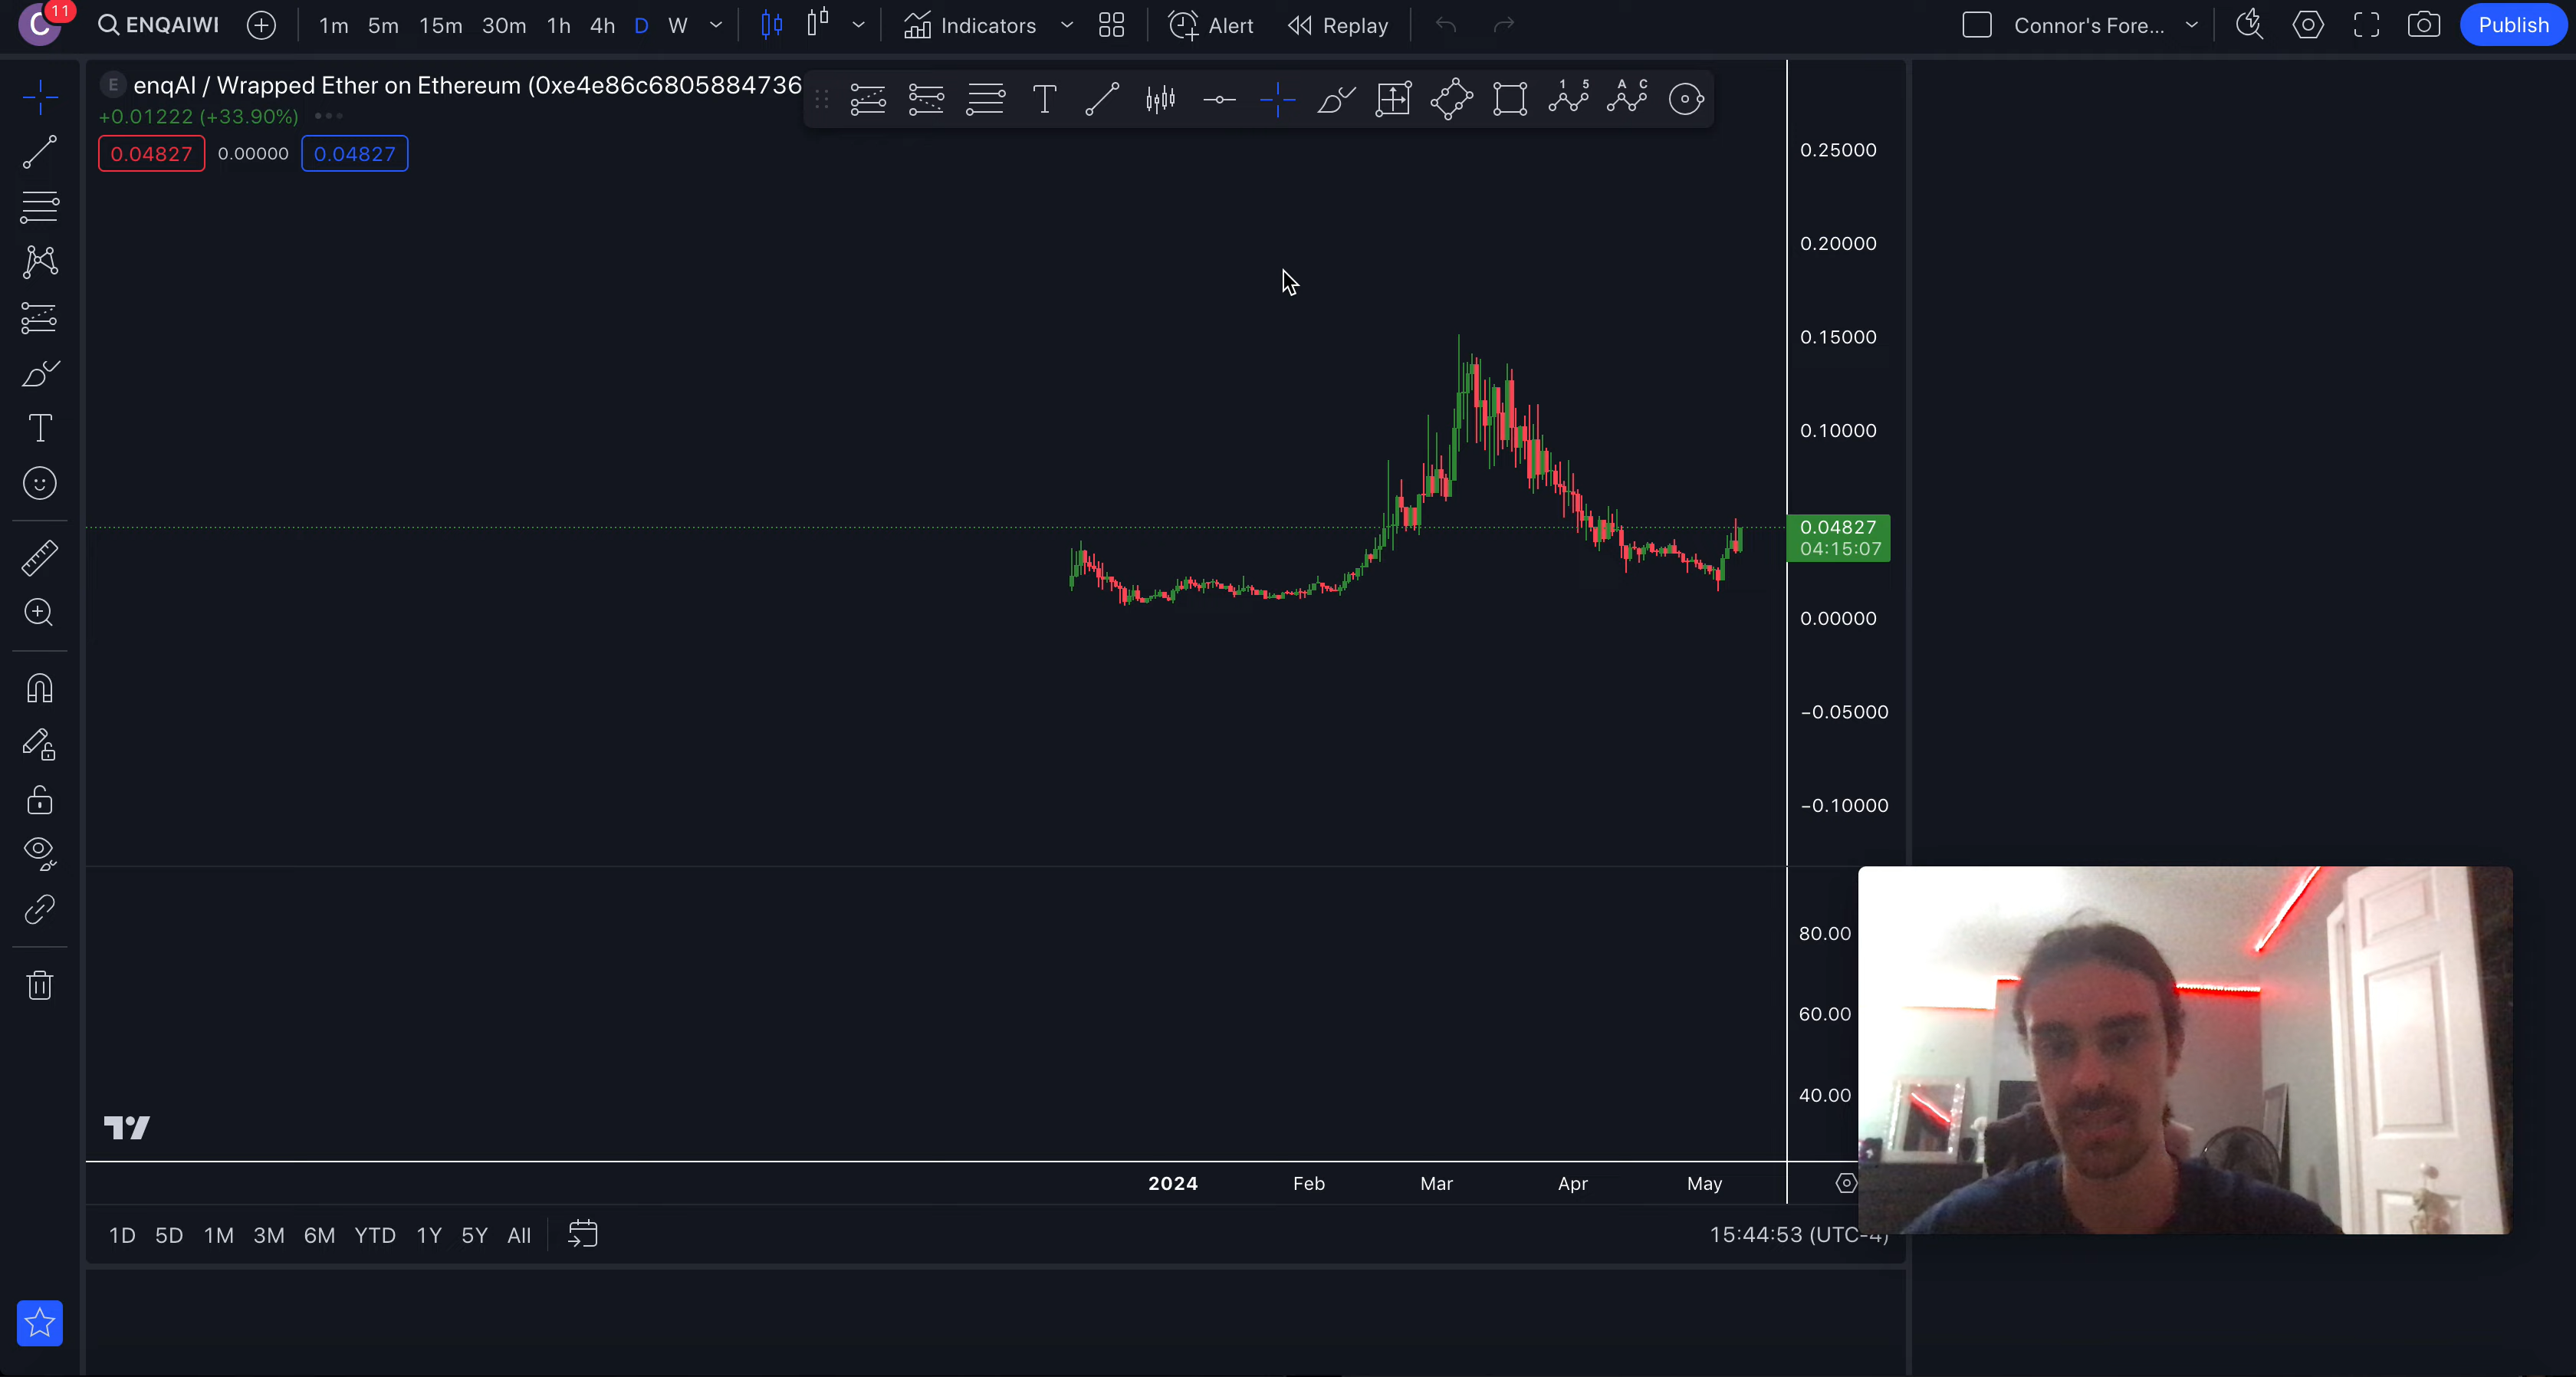 C 11 ENQAIWI 1m 5m 15m 30m 1h 4h D W Indicators Alert Replay Connor's Fore... Publish
E enqAI / Wrapped Ether on Ethereum (0xe4e86c6805884736
+0.01222 (+33.90%)
0.04827 0.00000 0.04827
T 1 5 A C
0.25000
0.20000
0.15000
0.10000
0.04827
04:15:07
0.00000
−0.05000
−0.10000
80.00
60.00
40.00
2024 Feb Mar Apr May
1D 5D 1M 3M 6M YTD 1Y 5Y All 15:44:53 (UTC-4)